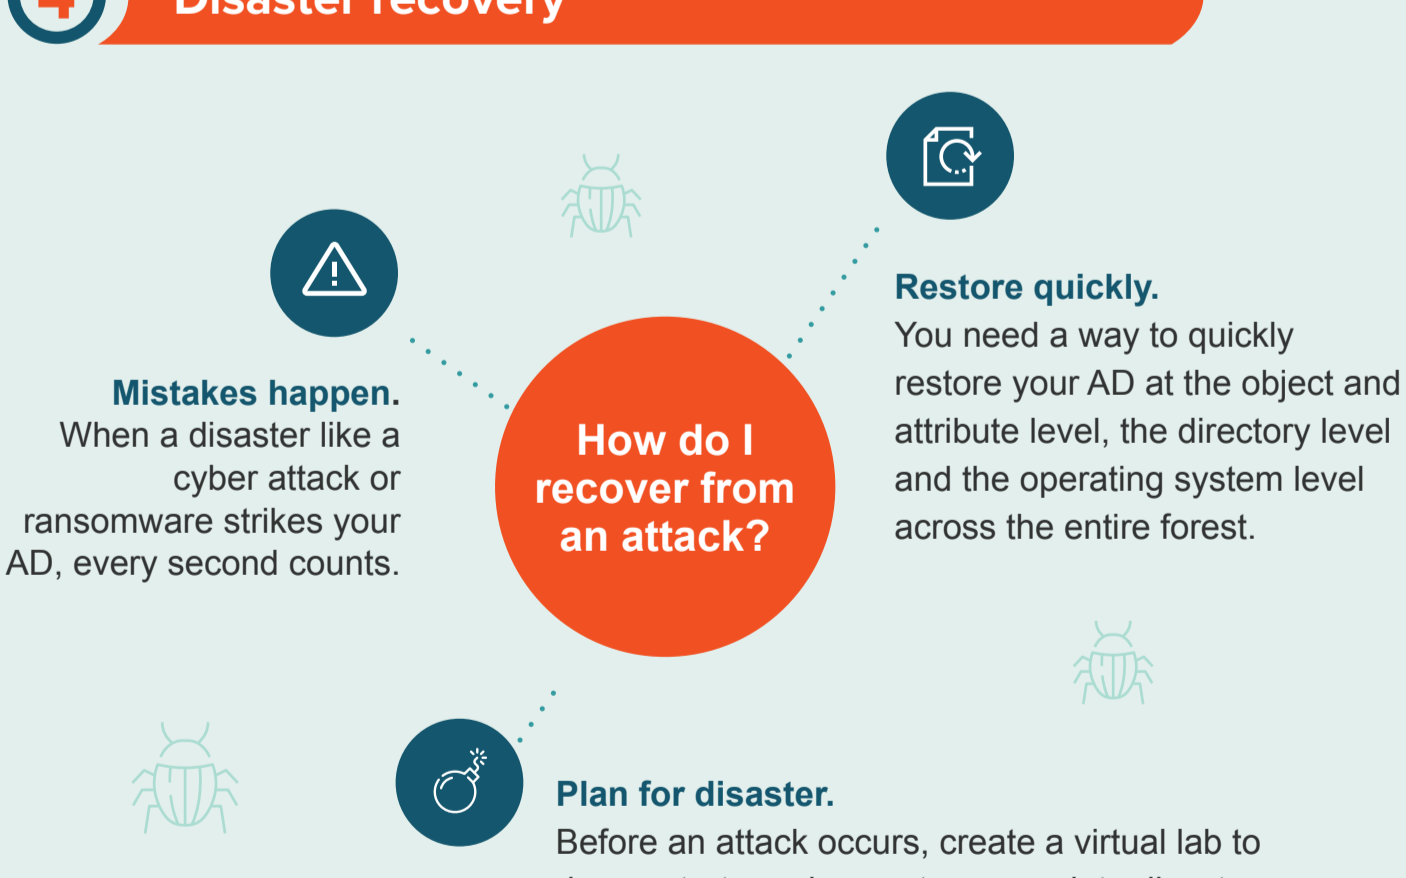 Disaster recovery
Mistakes happen.
When a disaster like a
cyber attack or
ransomware strikes your
AD, every second counts.
How do I
recover from
an attack?
Restore quickly.
You need a way to quickly
restore your AD at the object and
attribute level, the directory level
and the operating system level
across the entire forest.
Plan for disaster.
Before an attack occurs, create a virtual lab to